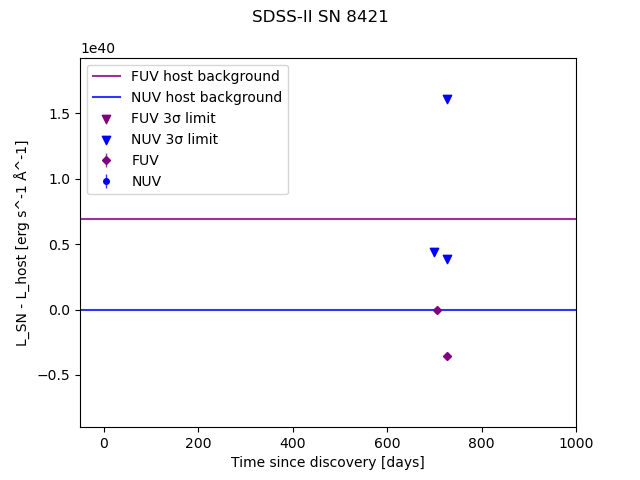 SDSS-II SN 8421
1e40
FUV host background
NUV host background
FUV 3σ limit
NUV 3σ limit
FUV
NUV
1.5
1.0
0.5
0.0
−0.5
L_SN - L_host [erg s^-1 Å^-1]
0 200 400 600 800 1000
Time since discovery [days]